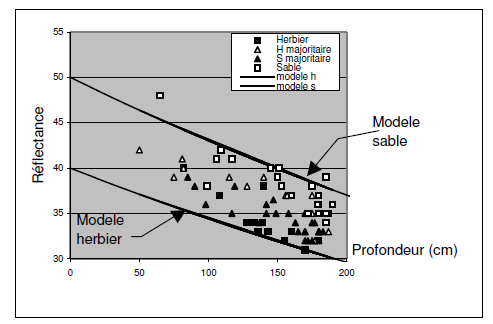 55
50
45
40
35
30
0
50
100
150
200
Réflectance
Profondeur (cm)
Herbier
H majoritaire
S majoritaire
Sable
modele h
modele s
Modele
sable
Modele
herbier